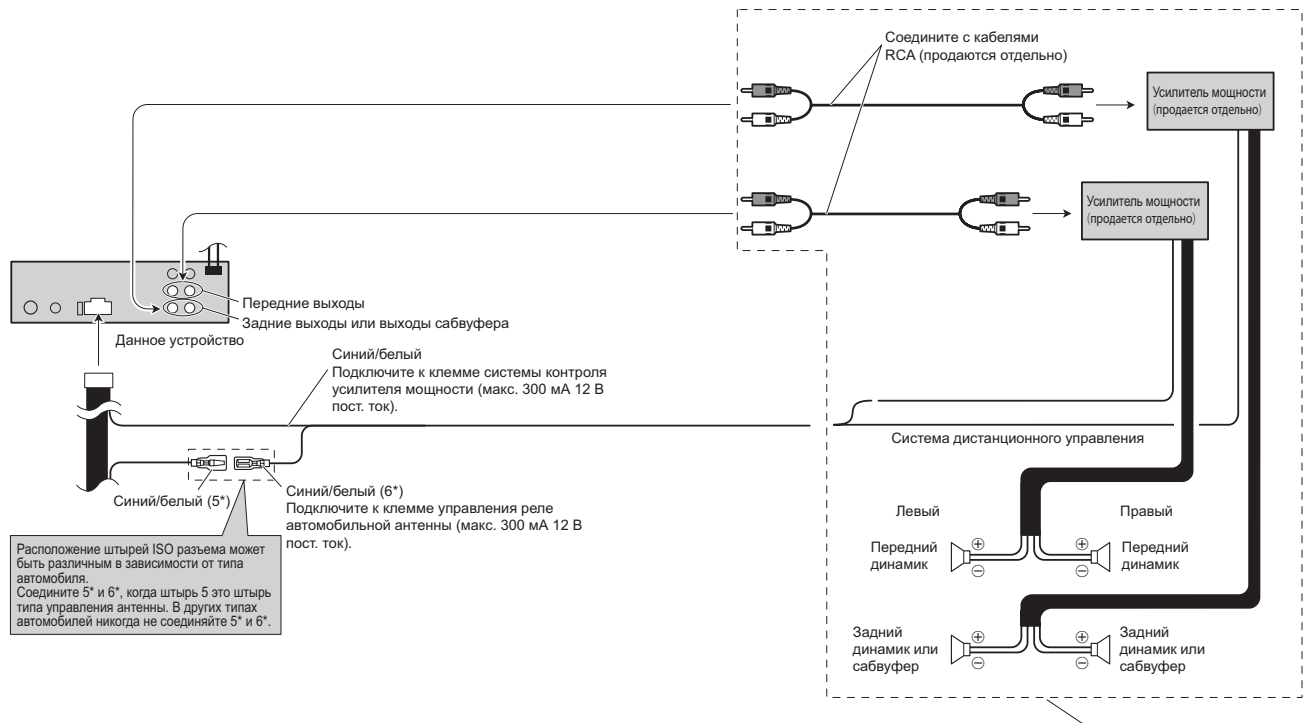 Соедините с кабелями
RCA (продаются отдельно)
Усилитель мощности
(продается отдельно)
Усилитель мощности
(продается отдельно)
Передние выходы
Задние выходы или выходы сабвуфера
Данное устройство
Синий/белый
Подключите к клемме системы контроля
усилителя мощности (макс. 300 мА 12 В
пост. ток).
Система дистанционного управления
Синий/белый (5*)
Синий/белый (6*)
Подключите к клемме управления реле
автомобильной антенны (макс. 300 мА 12 В
пост. ток).
Расположение штырей ISO разъема может
быть различным в зависимости от типа
автомобиля.
Соедините 5* и 6*, когда штырь 5 это штырь
типа управления антенны. В других типах
автомобилей никогда не соединяйте 5* и 6*.
Левый
Правый
Передний
динамик
⊕
⊖
⊕
⊖
Передний
динамик
Задний
динамик или
сабвуфер
⊕
⊖
⊕
⊖
Задний
динамик или
сабвуфер